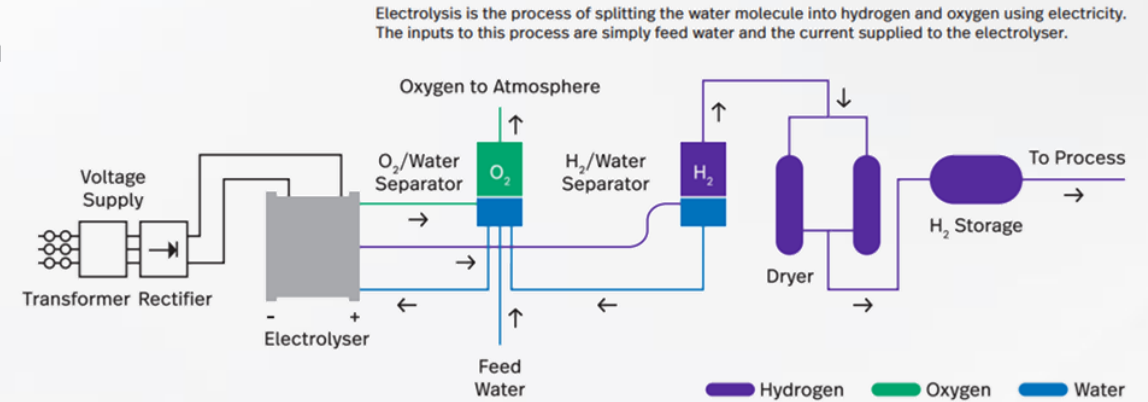 Electrolysis is the process of splitting the water molecule into hydrogen and oxygen using electricity.
The inputs to this process are simply feed water and the current supplied to the electrolyser.
Oxygen to Atmosphere
Voltage
Supply
O₂/Water
Separator
O₂
H₂/Water
Separator
H₂
To Process
H₂ Storage
Dryer
Transformer
Rectifier
-
+
Electrolyser
Feed
Water
Hydrogen
Oxygen
Water